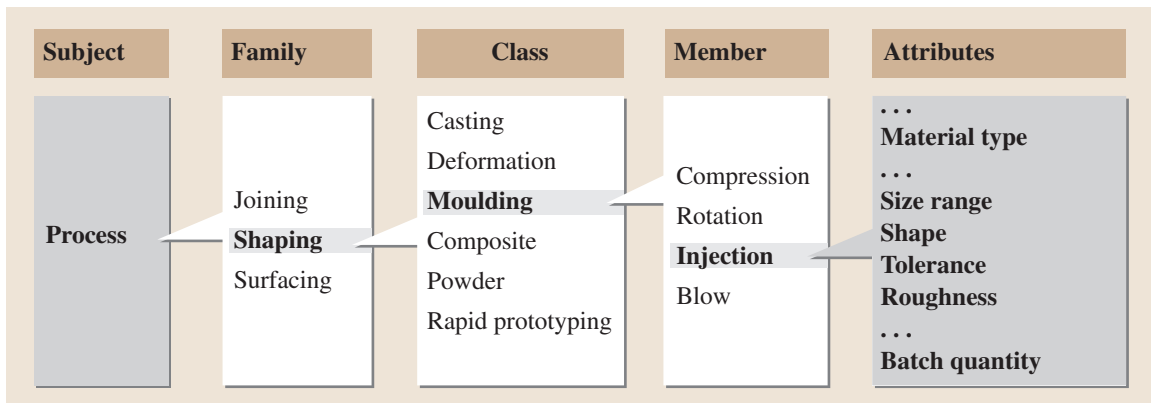 Subject
Family
Class
Member
Attributes
Process
Joining
Shaping
Surfacing
Casting
Deformation
Moulding
Composite
Powder
Rapid prototyping
Compression
Rotation
Injection
Blow
. . .
Material type
. . .
Size range
Shape
Tolerance
Roughness
. . .
Batch quantity